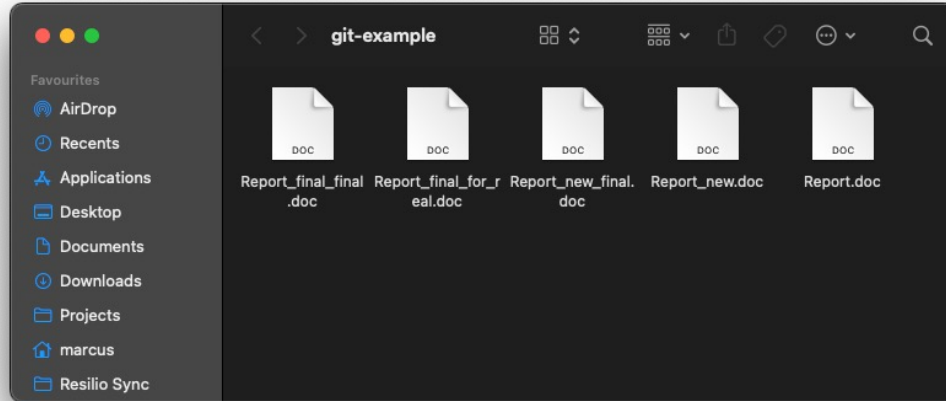 git-example
Favourites
AirDrop
Recents
Applications
Desktop
Documents
Downloads
Projects
marcus
Resilio Sync
DOC
DOC
DOC
DOC
DOC
Report_final_final
.doc
Report_final_for_r
eal.doc
Report_new_final.
doc
Report_new.doc
Report.doc